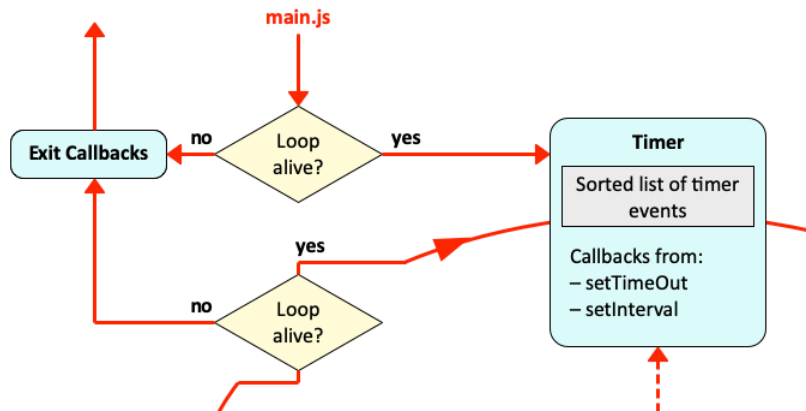 main.js
no
Loop
alive?
yes
Exit Callbacks
Timer
Sorted list of timer
events
Callbacks from:
– setTimeOut
– setInterval
yes
no
Loop
alive?